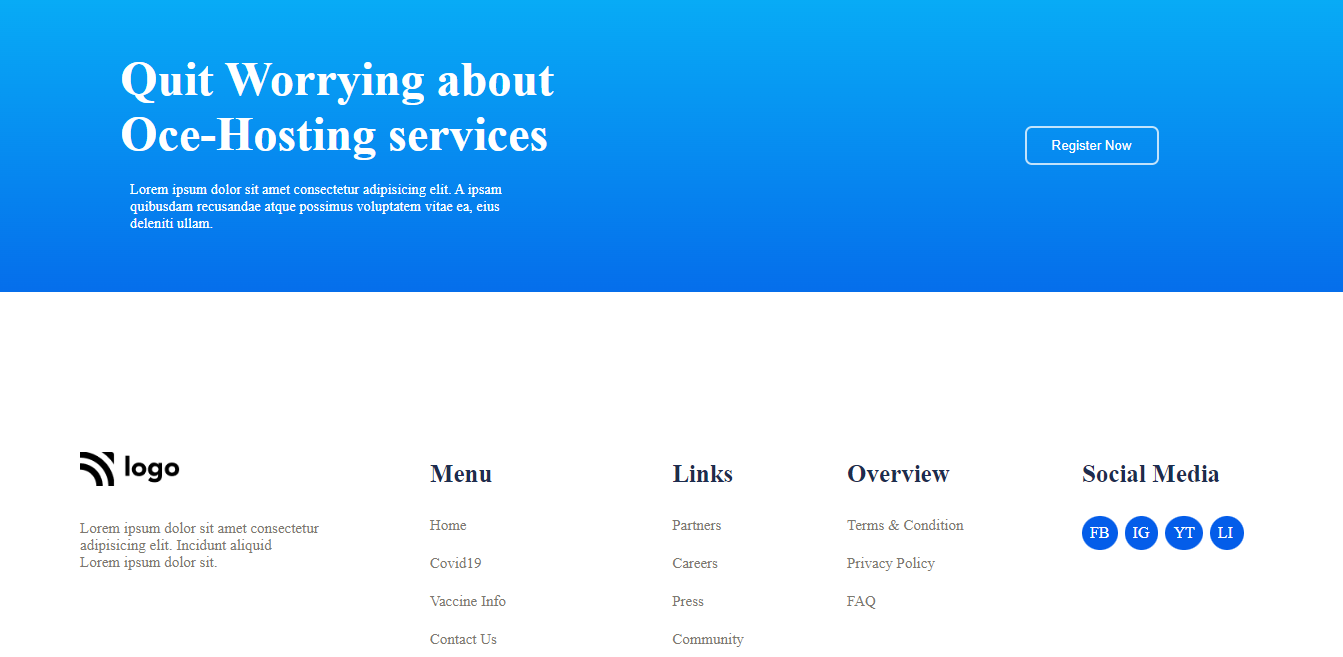 Quit Worrying about
Oce-Hosting services
Lorem ipsum dolor sit amet consectetur adipisicing elit. A ipsam
quibusdam recusandae atque possimus voluptatem vitae ea, eius
deleniti ullam.
Register Now
logo
Lorem ipsum dolor sit amet consectetur
adipisicing elit. Incidunt aliquid
Lorem ipsum dolor sit.
Menu
Home
Covid19
Vaccine Info
Contact Us
Links
Partners
Careers
Press
Community
Overview
Terms & Condition
Privacy Policy
FAQ
Social Media
FB IG YT LI